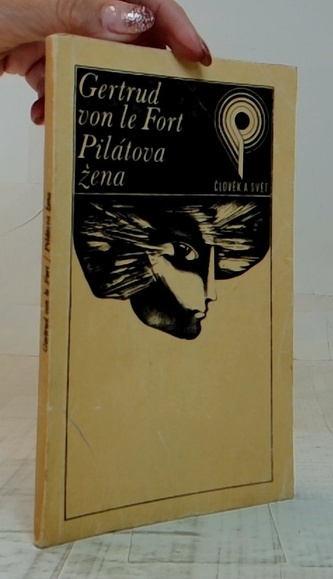 Gertrud
von le Fort
Pilátova
žena
ČLOVĚK A SVĚT
Gertrud von le Fort / Pilátova žena